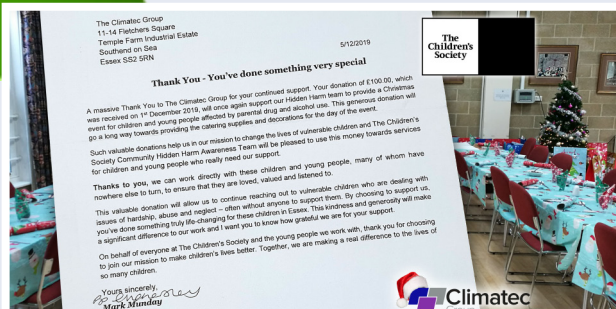 The Climatec Group
11-14 Fletchers Square
Temple Farm Industrial Estate
Southend on Sea
Essex SS2 5RN
5/12/2019
The
Children's
Society
Thank You - You've done something very special
A massive Thank You to The Climatec Group for your continued support. Your donation of £100.00, which
was received on 1st December 2019, will once again support our Hidden Harm team to provide a Christmas
event for children and young people affected by parental drug and alcohol use. This generous donation will
go a long way towards providing the catering supplies and decorations for the day of the event.
Such valuable donations help us in our mission to change the lives of vulnerable children and The Children's
Society Community Hidden Harm Awareness Team will be pleased to use this money towards services
for children and young people who really need our support.
Thanks to you, we can work directly with these children and young people, many of whom have
nowhere else to turn, to ensure that they are loved, valued and listened to.
This valuable donation will allow us to continue reaching out to vulnerable children who are dealing with
issues of hardship, abuse and neglect – often without anyone to support them. By choosing to support us,
you've done something truly life-changing for these children in Essex. This kindness and generosity will make
a significant difference to our work and I want you to know how grateful we are for your support.
On behalf of everyone at The Children's Society and the young people we work with, thank you for choosing
to join our mission to make children's lives better. Together, we are making a real difference to the lives of
so many children.
Yours sincerely,
Mark Munday
Climatec